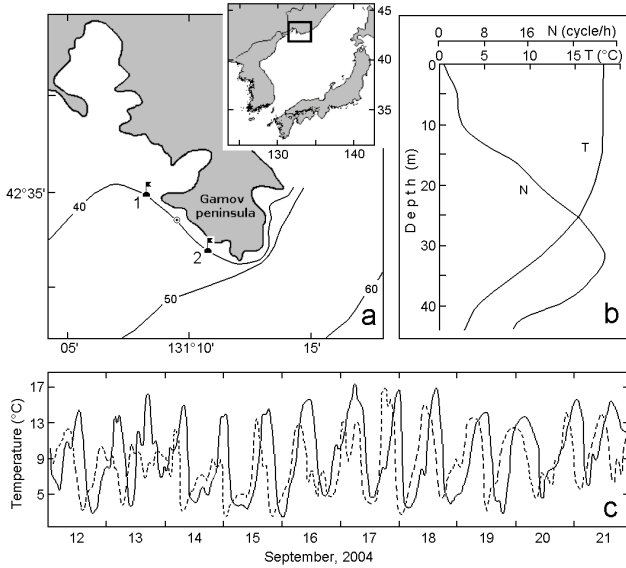 a
45
40
35
130
140
42°35'
40
50
60
1
2
Gamov
peninsula
05'
131°10'
15'
b
0 8 16 N (cycle/h)
0 5 10 15 T (°C)
Depth (m)
0
10
20
30
40
T
N
Temperature (°C)
17
13
9
5
c
12 13 14 15 16 17 18 19 20 21
September, 2004